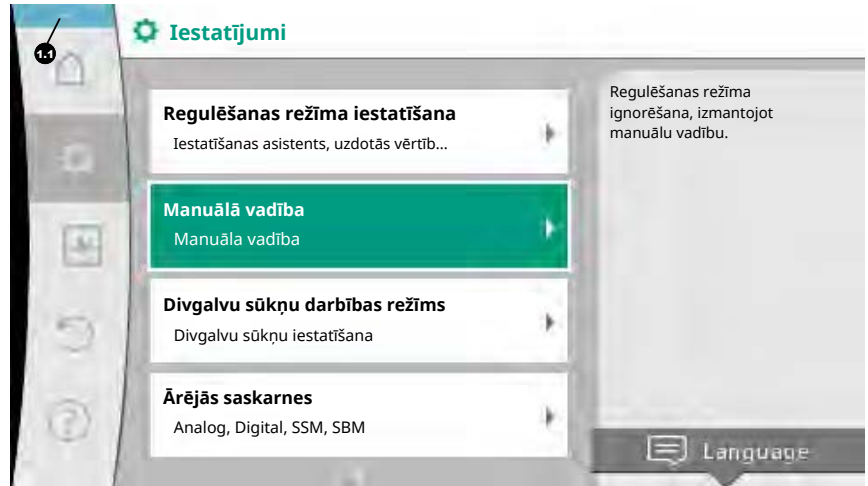 Iestatījumi
1.1
Regulēšanas režīma iestatīšana
Iestatīšanas asistents, uzdotās vērtīb...
Manuālā vadība
Manuāla vadība
Divgalvu sūkņu darbības režīms
Divgalvu sūkņu iestatīšana
Ārējās saskarnes
Analog, Digital, SSM, SBM
Regulēšanas režīma
ignorēšana, izmantojot
manuālu vadību.
Language